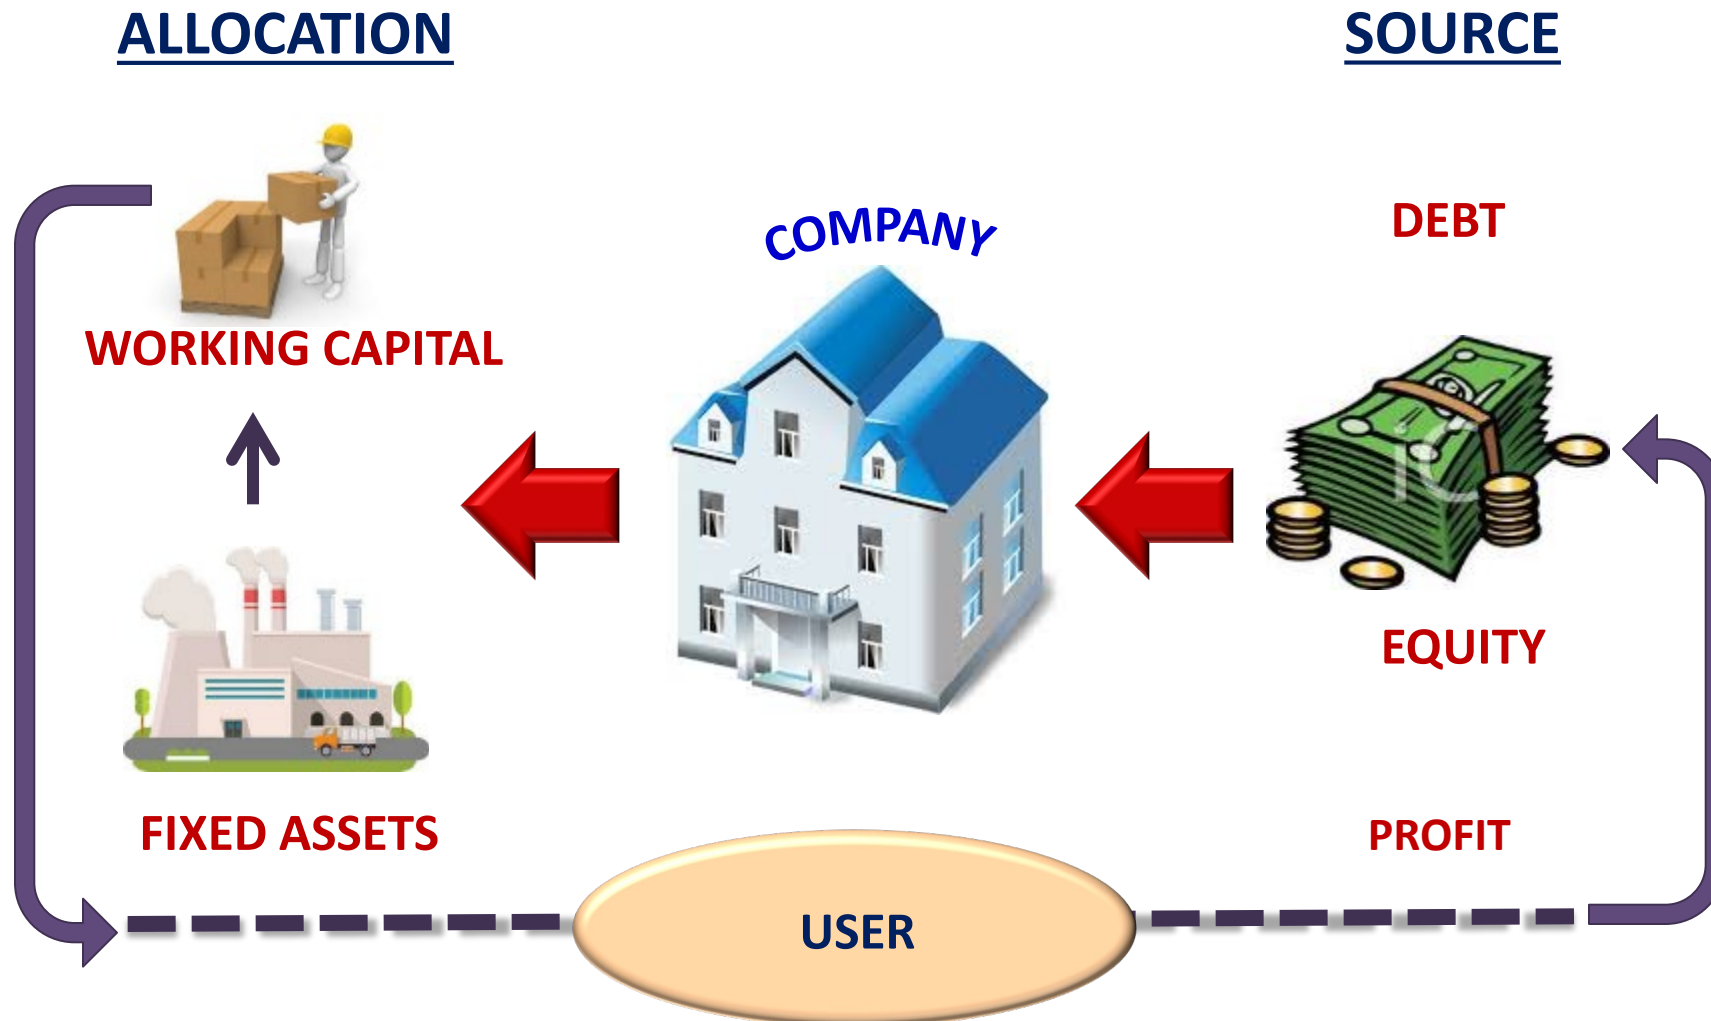 ALLOCATION
SOURCE
COMPANY
DEBT
WORKING CAPITAL
EQUITY
FIXED ASSETS
PROFIT
USER